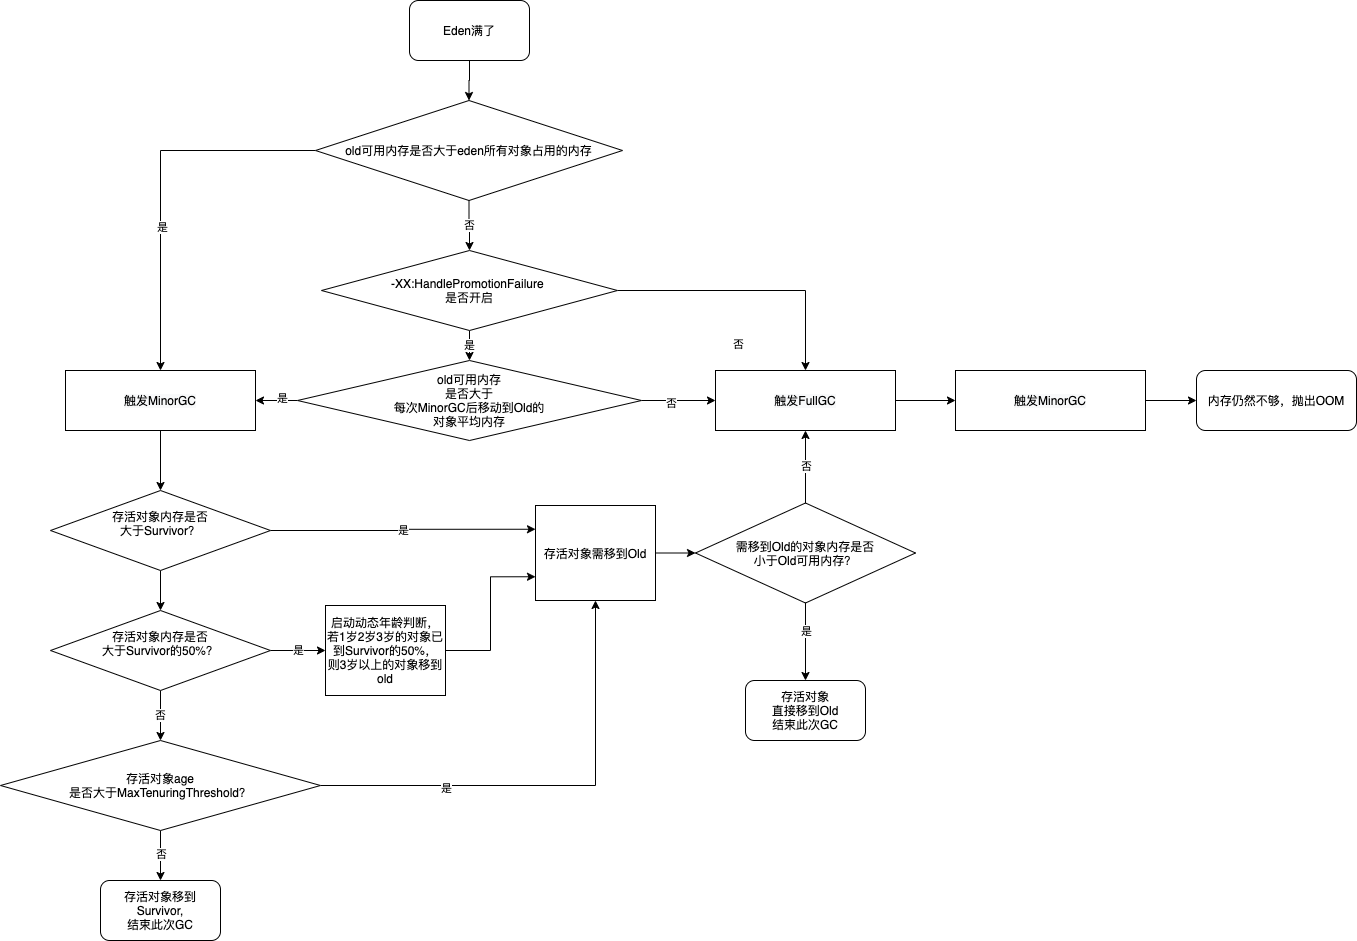 Eden满了
old可用内存是否大于eden所有对象占用的内存
是
否
-XX:HandlePromotionFailure
是否开启
是
否
触发MinorGC
是
old可用内存
是否大于
每次MinorGC后移动到Old的
对象平均内存
否
触发FullGC
触发MinorGC
内存仍然不够，抛出OOM
否
存活对象内存是否
大于Survivor?
是
存活对象需移到Old
需移到Old的对象内存是否
小于Old可用内存?
是
存活对象
直接移到Old
结束此次GC
存活对象内存是否
大于Survivor的50%?
是
启动动态年龄判断，
若1岁2岁3岁的对象已
到Survivor的50%，
则3岁以上的对象移到
old
否
存活对象age
是否大于MaxTenuringThreshold?
是
否
存活对象移到
Survivor,
结束此次GC